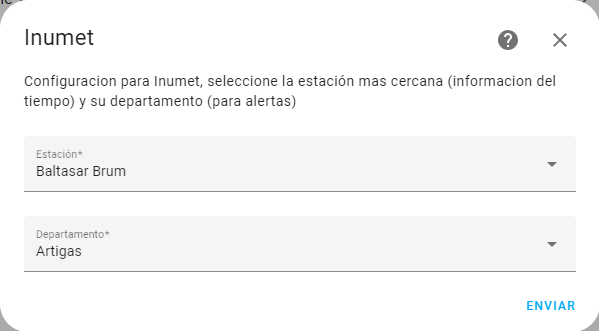 Inumet
Configuracion para Inumet, seleccione la estación mas cercana (informacion del
tiempo) y su departamento (para alertas)
Estación*
Baltasar Brum
Departamento*
Artigas
ENVIAR